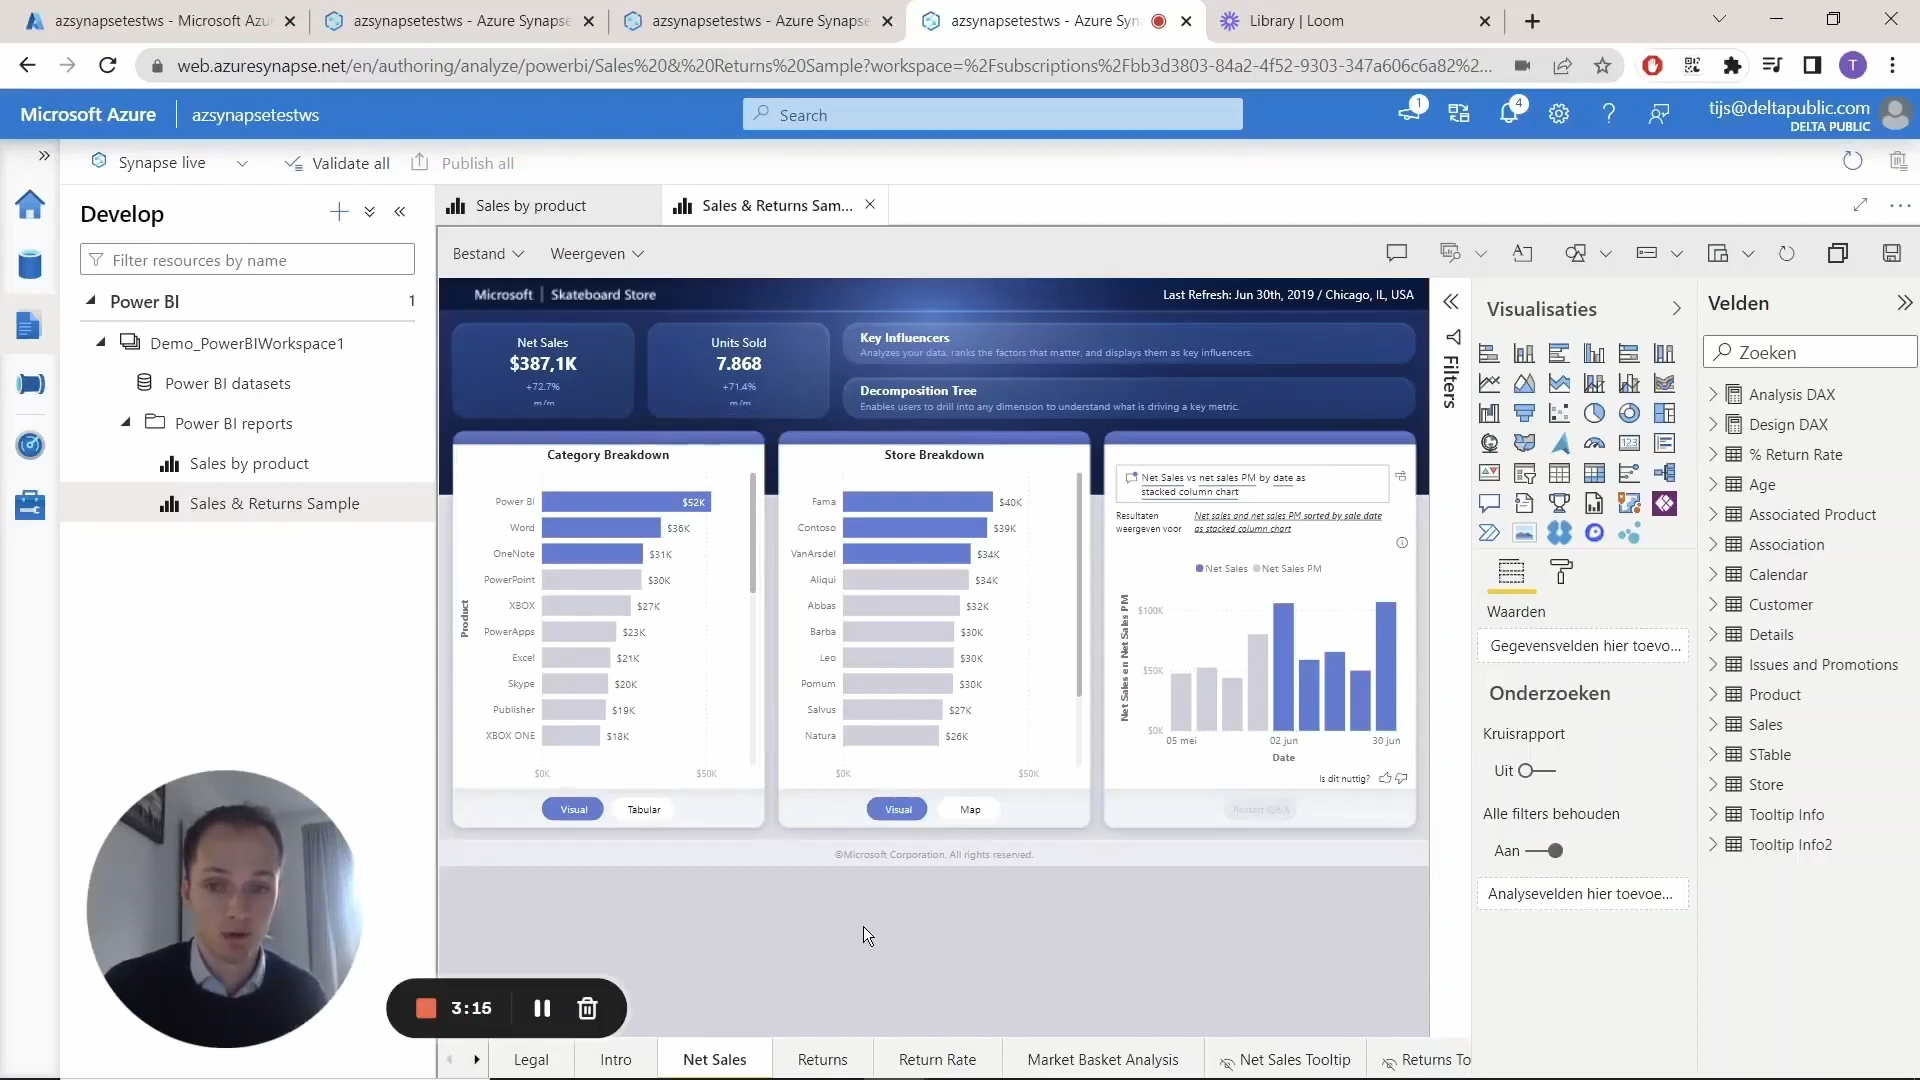 azsynapsetestws - Microsoft Azu
azsynapsetestws - Azure Synapse
azsynapsetestws - Azure Synapse
azsynapsetestws - Azure Syn
Library | Loom
web.azuresynapse.net/en/authoring/analyze/powerbi/Sales%20&%20Returns%20Sample?workspace=%2Fsubscriptions%2Fbb3d3803-84a2-4f52-9303-347a606c6a82%2...
T
Microsoft Azure
azsynapsetestws
Search
1
4
tijs@deltapublic.com
DELTA PUBLIC
Synapse live
Validate all
Publish all
Develop
Filter resources by name
Power BI
1
Demo_PowerBIWorkspace1
Power BI datasets
Power BI reports
Sales by product
Sales & Returns Sample
Sales by product
Sales & Returns Sam...
Bestand
Weergeven
Microsoft | Skateboard Store
Last Refresh: Jun 30th, 2019 / Chicago, IL, USA
Net Sales
$387,1K
+72.7%
m/m
Units Sold
7.868
+71.4%
m/m
Key Influencers
Analyzes your data, ranks the factors that matter, and displays them as key influencers.
Decomposition Tree
Enables users to drill into any dimension to understand what is driving a key metric.
Category Breakdown
Product
Power BI $52K
Word $36K
OneNote $31K
PowerPoint $30K
XBOX $27K
PowerApps $23K
Excel $21K
Skype $20K
Publisher $19K
XBOX ONE $18K
$0K $50K
Visual
Tabular
Store Breakdown
Fama $40K
Contoso $39K
VanArsdel $34K
Aliqui $34K
Abbas $32K
Barba $30K
Leo $30K
Pomum $30K
Salvus $27K
Natura $26K
$0K $50K
Visual
Map
Net Sales vs net sales PM by date as
stacked column chart
Resultaten
weergeven voor
Net sales and net sales PM sorted by sale date
as stacked column chart
Net Sales
Net Sales PM
Net Sales en Net Sales PM
$100K
$50K
$0K
05 mei
02 jun
30 jun
Date
Is dit nuttig?
Restart Q&A
©Microsoft Corporation. All rights reserved.
Filters
Visualisaties
123
Waarden
Gegevensvelden hier toevo...
Onderzoeken
Kruisrapport
Uit
Alle filters behouden
Aan
Analysevelden hier toevoe...
Velden
Zoeken
Analysis DAX
Design DAX
% Return Rate
Age
Associated Product
Association
Calendar
Customer
Details
Issues and Promotions
Product
Sales
STable
Store
Tooltip Info
Tooltip Info2
3:15
Legal
Intro
Net Sales
Returns
Return Rate
Market Basket Analysis
Net Sales Tooltip
Returns To